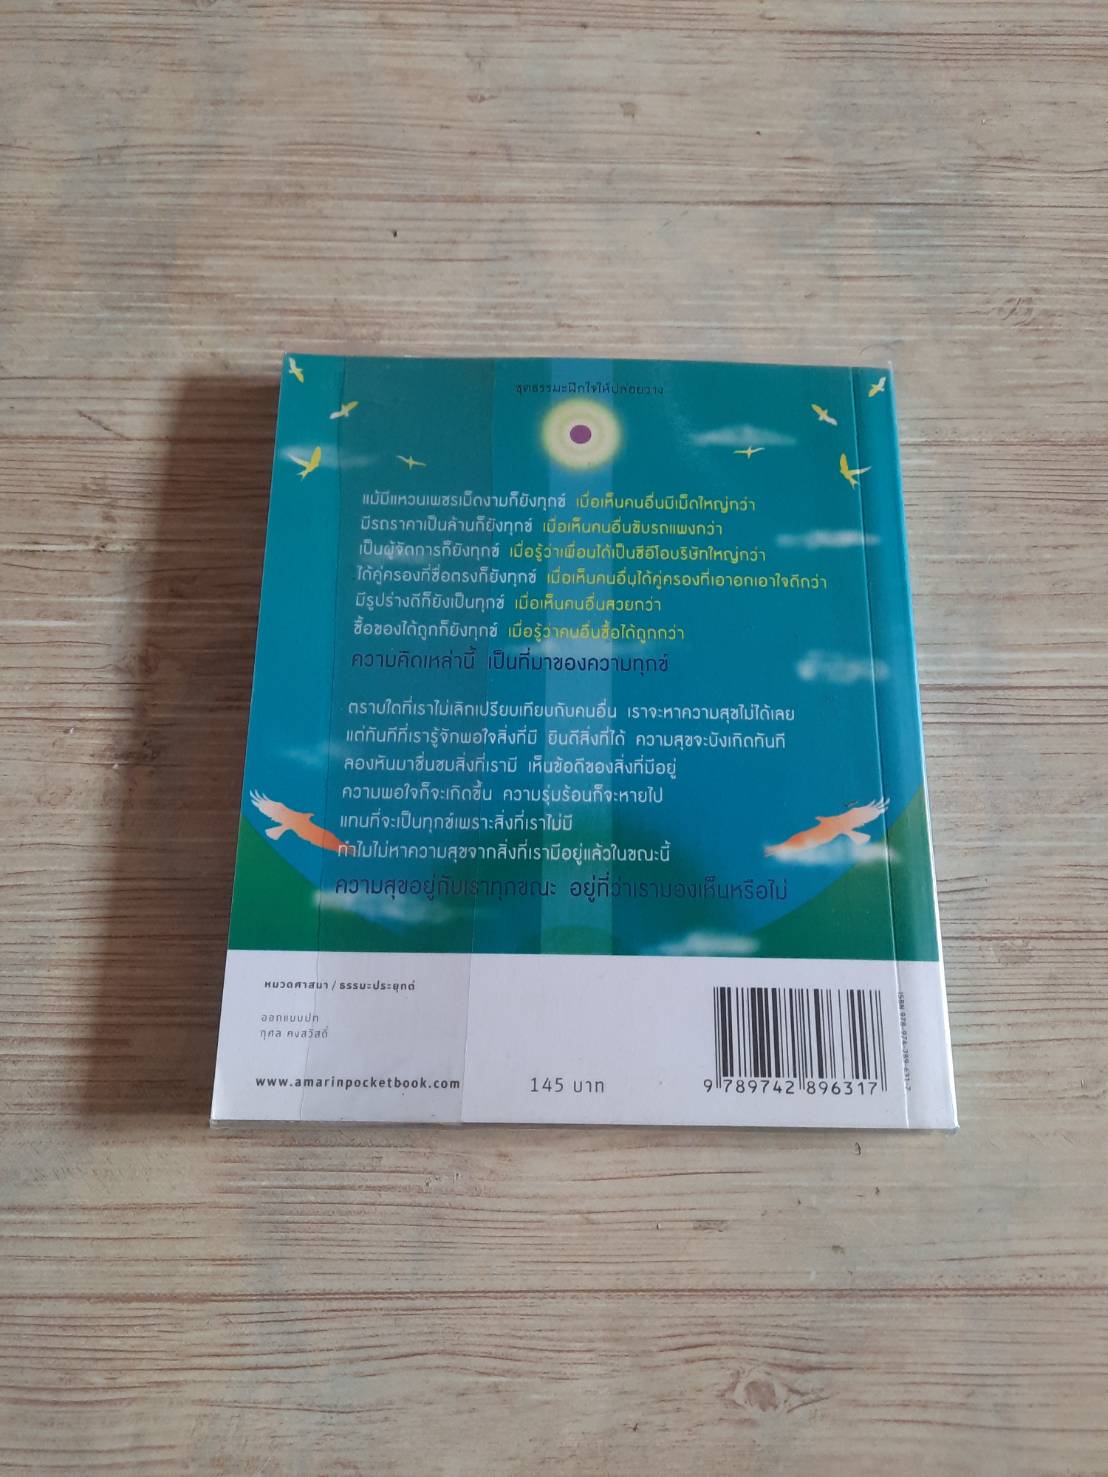 ชุดธรรมะฝึกใจให้ปล่อยวาง
แม้มีแหวนเพชรเม็ดงามก็ยังทุกข์ เมื่อเห็นคนอื่นมีเม็ดใหญ่กว่า
มีรถราคาเป็นล้านก็ยังทุกข์ เมื่อเห็นคนอื่นขับรถแพงกว่า
เป็นผู้จัดการก็ยังทุกข์ เมื่อรู้ว่าเพื่อนได้เป็นซีอีโอบริษัทใหญ่กว่า
ได้คู่ครองที่ซื่อตรงก็ยังทุกข์ เมื่อเห็นคนอื่นได้คู่ครองที่เอาอกเอาใจดีกว่า
มีรูปร่างดีก็ยังเป็นทุกข์ เมื่อเห็นคนอื่นสวยกว่า
ซื้อของได้ถูกก็ยังทุกข์ เมื่อรู้ว่าคนอื่นซื้อได้ถูกกว่า
ความคิดเหล่านี้ เป็นที่มาของความทุกข์
ตราบใดที่เราไม่เลิกเปรียบเทียบกับคนอื่น เราจะหาความสุขไม่ได้เลย
แต่ทันทีที่เรารู้จักพอใจสิ่งที่มี ยินดีสิ่งที่ได้ ความสุขจะบังเกิดทันที
ลองหันมาชื่นชมสิ่งที่เรามี เห็นข้อดีของสิ่งที่มีอยู่
ความพอใจก็จะเกิดขึ้น ความรุ่มร้อนก็จะหายไป
แทนที่จะเป็นทุกข์เพราะสิ่งที่เราไม่มี
ทำไมไม่หาความสุขจากสิ่งที่เรามีอยู่แล้วในขณะนี้
ความสุขอยู่กับเราทุกขณะ อยู่ที่ว่าเรามองเห็นหรือไม่
หมวดศาสนา / ธรรมะประยุกต์
ออกแบบปก
กุศล คงสวัสดิ์
www.amarinpocketbook.com
145 บาท
9 789742 896317
ISBN 978-974-289-631-7